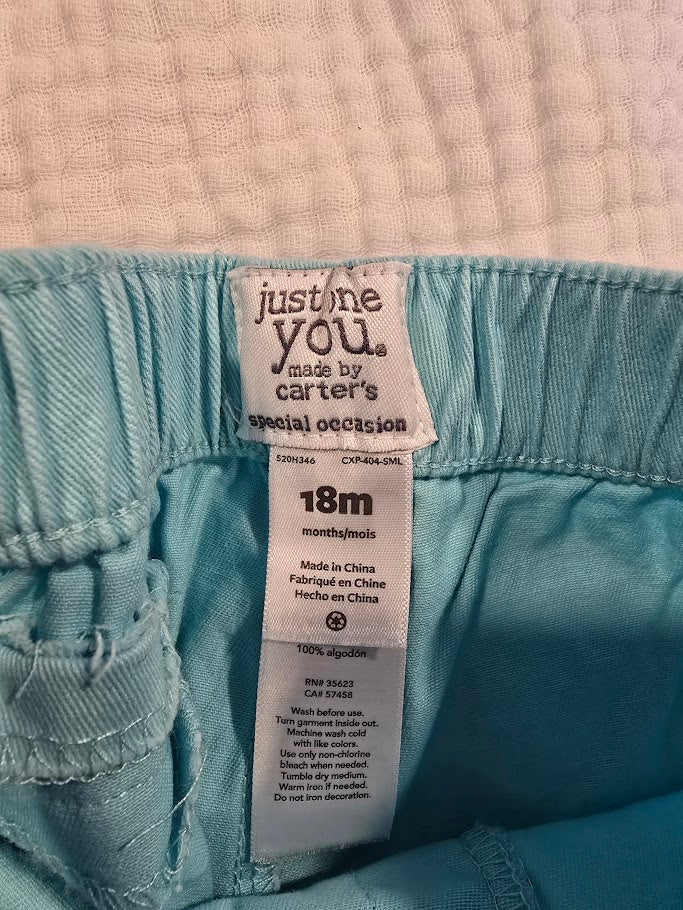 just one
you®
made by
carter's
special occasion
520H346 CXP-404-SML
18m
months/mois
Made in China
Fabriqué en Chine
Hecho en China
100% algodón
RN# 35623
CA# 57458
Wash before use.
Turn garment inside out.
Machine wash cold
with like colors.
Use only non-chlorine
bleach when needed.
Tumble dry medium.
Warm iron if needed.
Do not iron decoration.